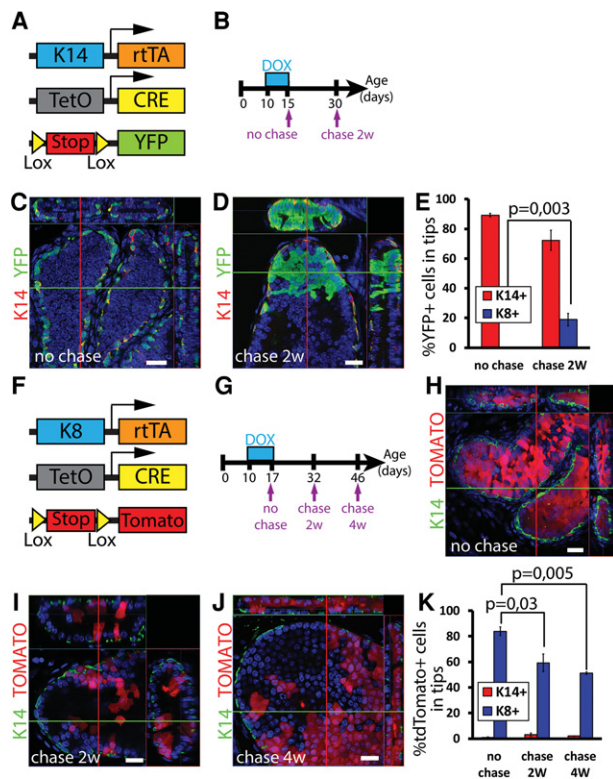 A
K14
rtTA
TetO
CRE
Stop
YFP
Lox
Lox
B
DOX
Age
(days)
0
10
15
30
no chase
chase 2w
C
K14 YFP
no chase
D
K14 YFP
chase 2w
E
p=0,003
%YFP+ cells in tips
100
80
60
40
20
0
K14+
K8+
no chase
chase 2W
F
K8
rtTA
TetO
CRE
Stop
Tomato
Lox
Lox
G
DOX
Age
(days)
0
10
17
32
46
no
chase
chase
2w
chase
4w
H
K14 TOMATO
no chase
I
K14 TOMATO
chase 2w
J
K14 TOMATO
chase 4w
K
p=0,005
p=0,03
%tdTomato+ cells
in tips
100
80
60
40
20
0
K14+
K8+
no
chase
chase
2W
chase
4W